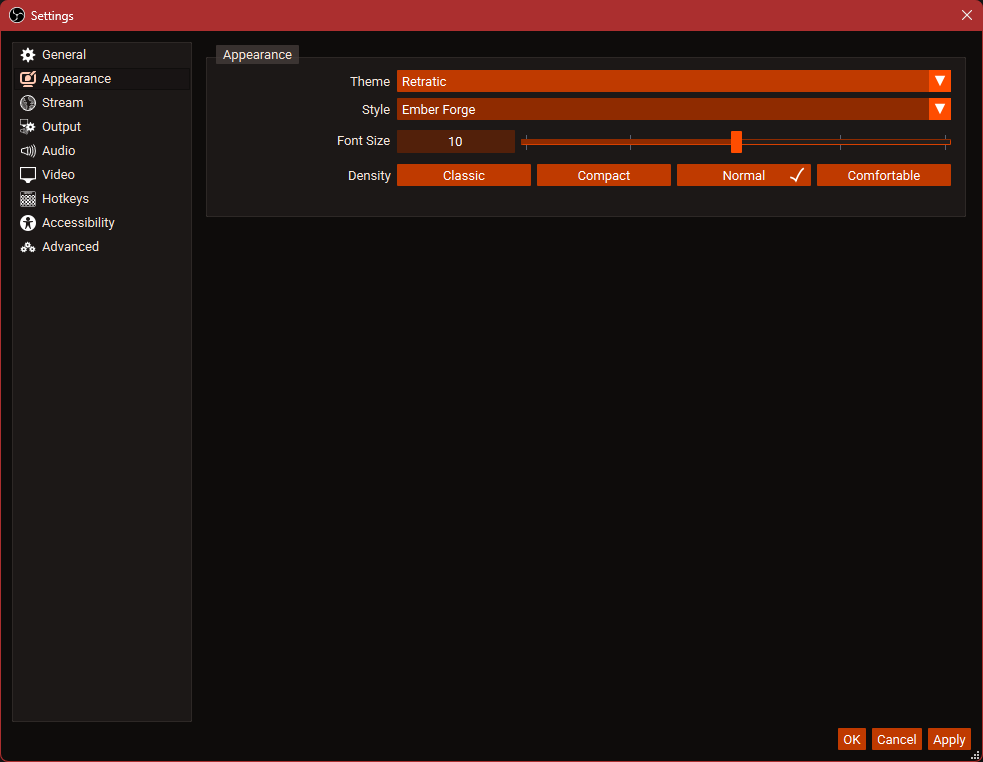 Settings
General
Appearance
Stream
Output
Audio
Video
Hotkeys
Accessibility
Advanced
Appearance
Theme Retratic
Style Ember Forge
Font Size 10
Density Classic Compact Normal Comfortable
OK Cancel Apply